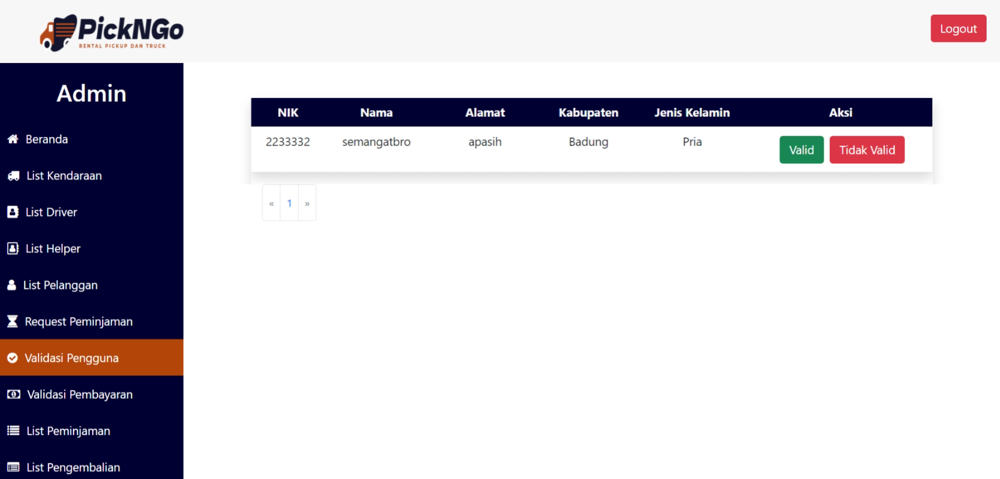 PickNGo
RENTAL PICKUP DAN TRUCK
Logout
Admin
Beranda
List Kendaraan
List Driver
List Helper
List Pelanggan
Request Peminjaman
Validasi Pengguna
Validasi Pembayaran
List Peminjaman
List Pengembalian
NIK Nama Alamat Kabupaten Jenis Kelamin Aksi
2233332 semangatbro apasih Badung Pria Valid Tidak Valid
« 1 »